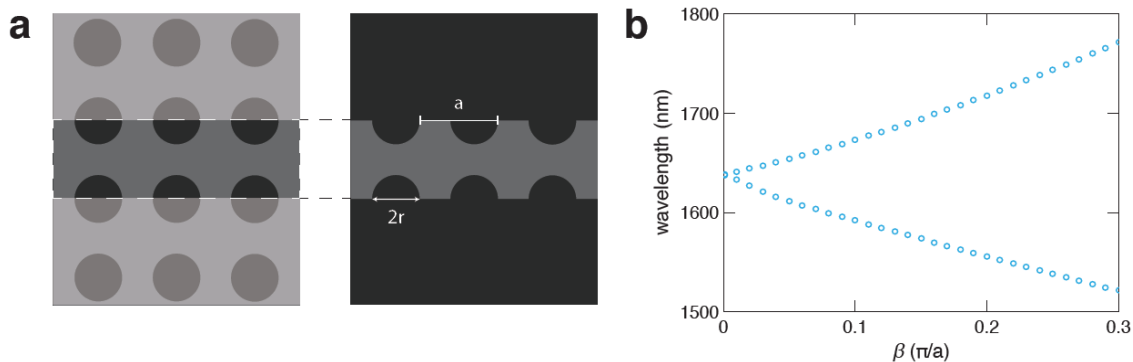 a
a
2r
b
1800
1700
1600
1500
wavelength (nm)
0
0.1
0.2
0.3
β (π/a)